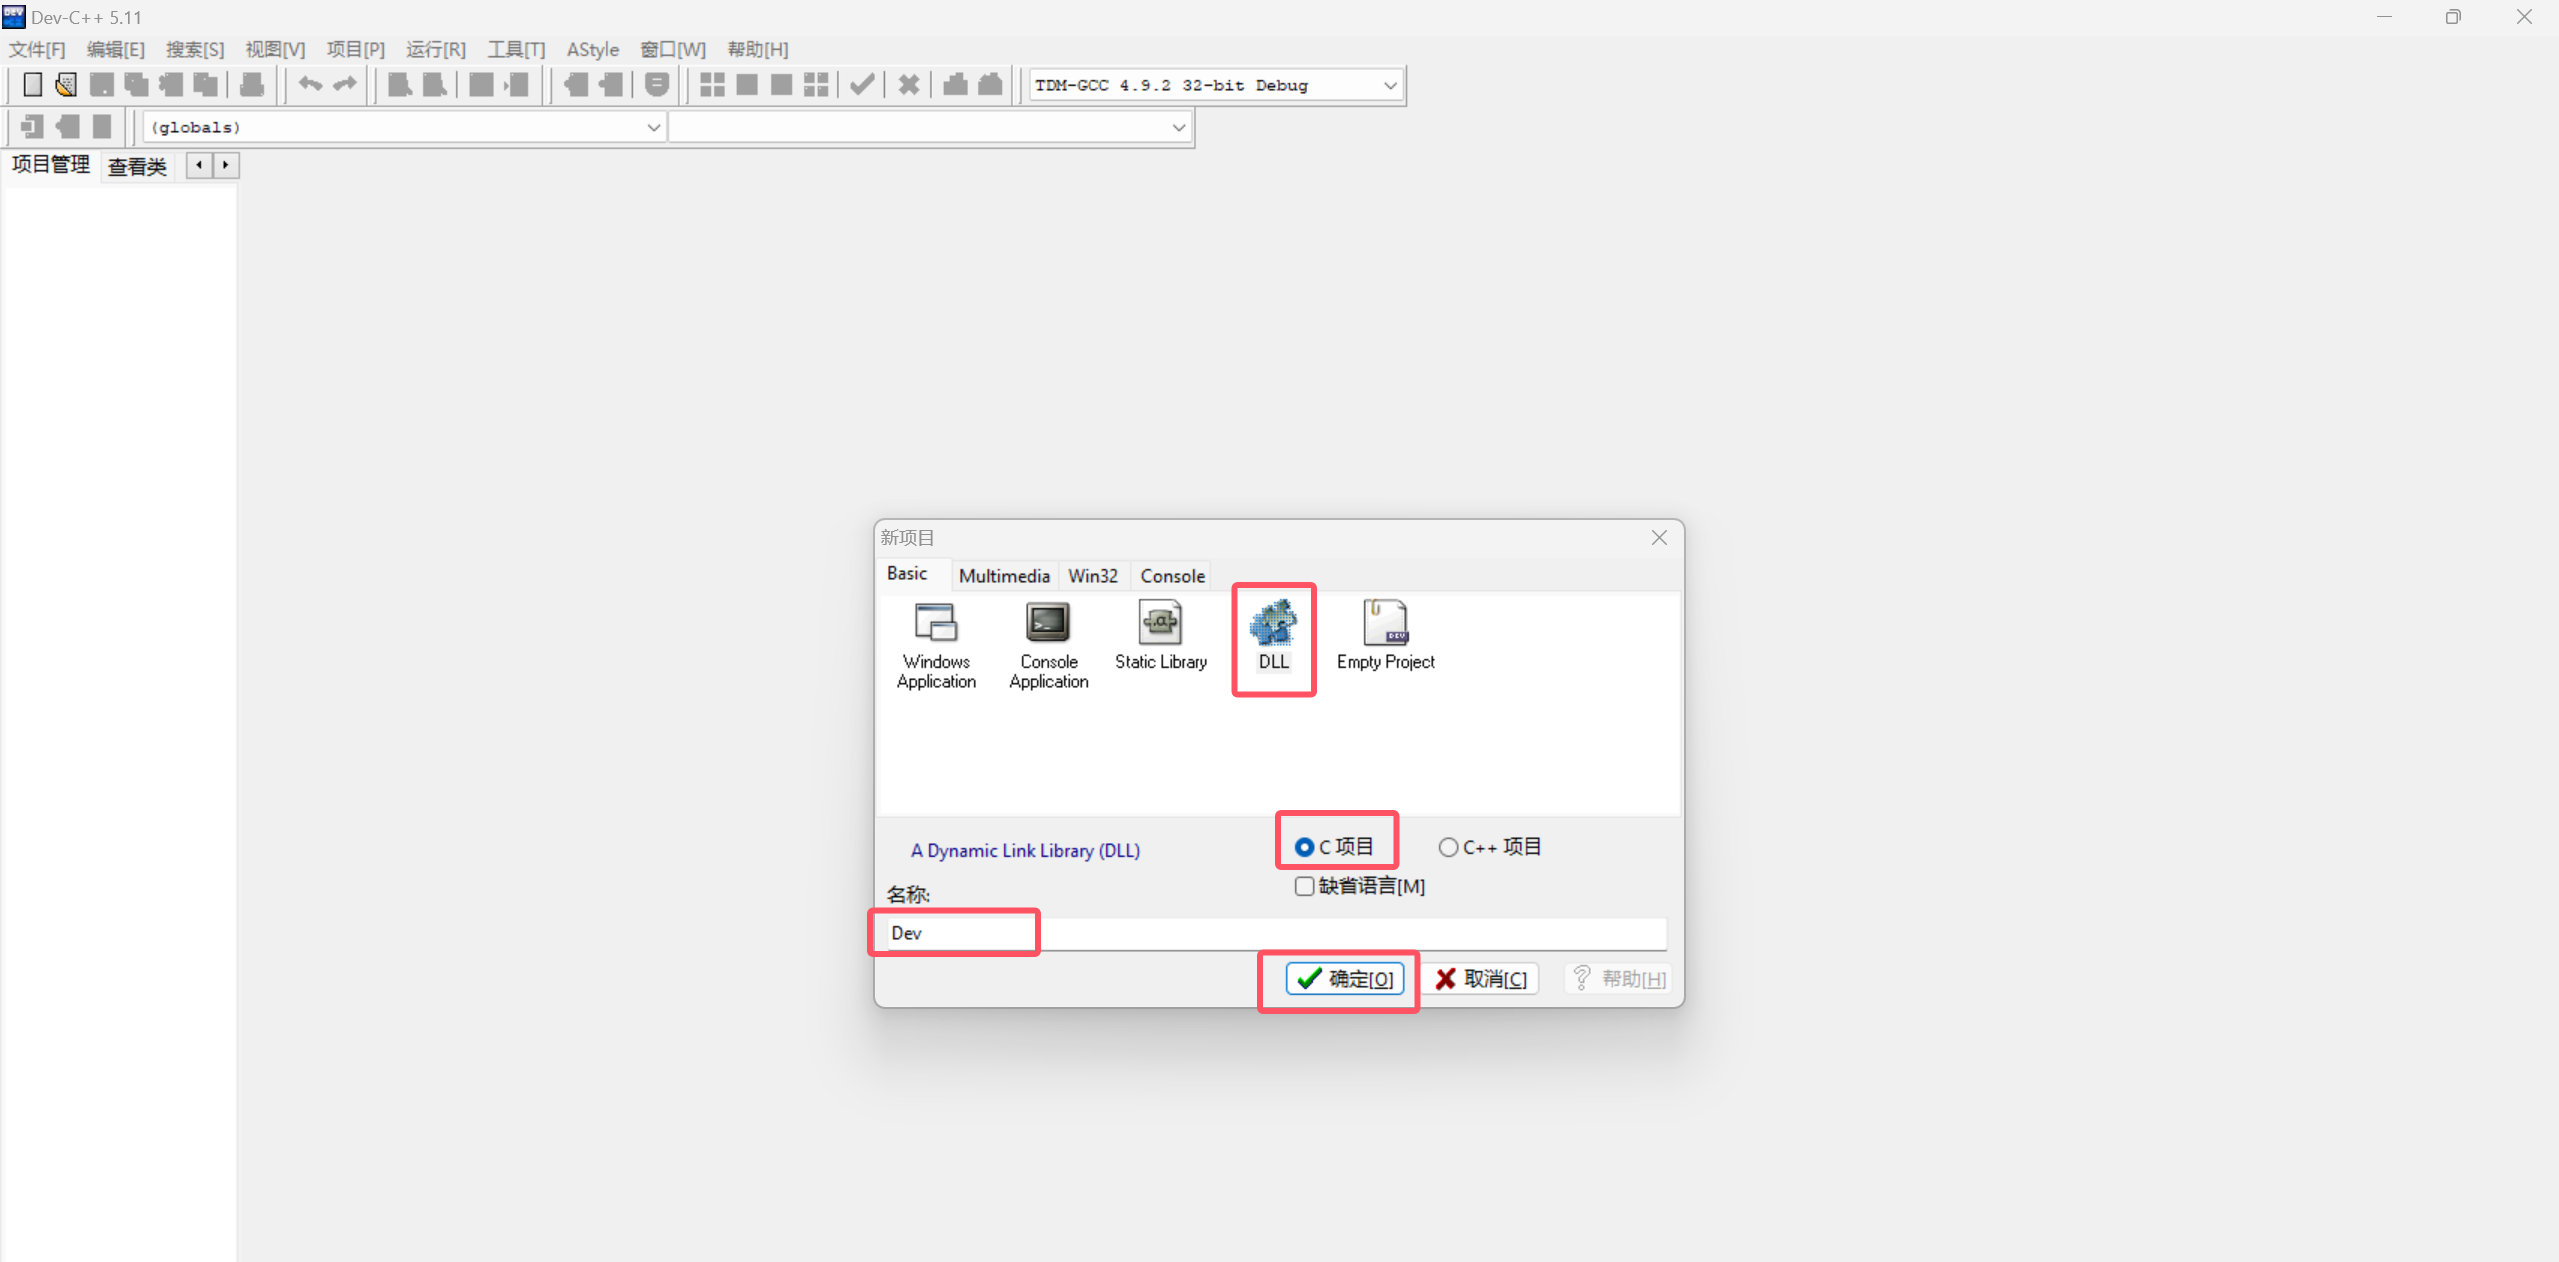 Dev-C++ 5.11
文件[F] 编辑[E] 搜索[S] 视图[V] 项目[P] 运行[R] 工具[T] AStyle 窗口[W] 帮助[H]
TDM-GCC 4.9.2 32-bit Debug
(globals)
项目管理 查看类
新项目
Basic Multimedia Win32 Console
Windows Application
Console Application
Static Library
DLL
Empty Project
A Dynamic Link Library (DLL)
C 项目 C++ 项目
缺省语言[M]
名称:
Dev
确定[O] 取消[C] 帮助[H]